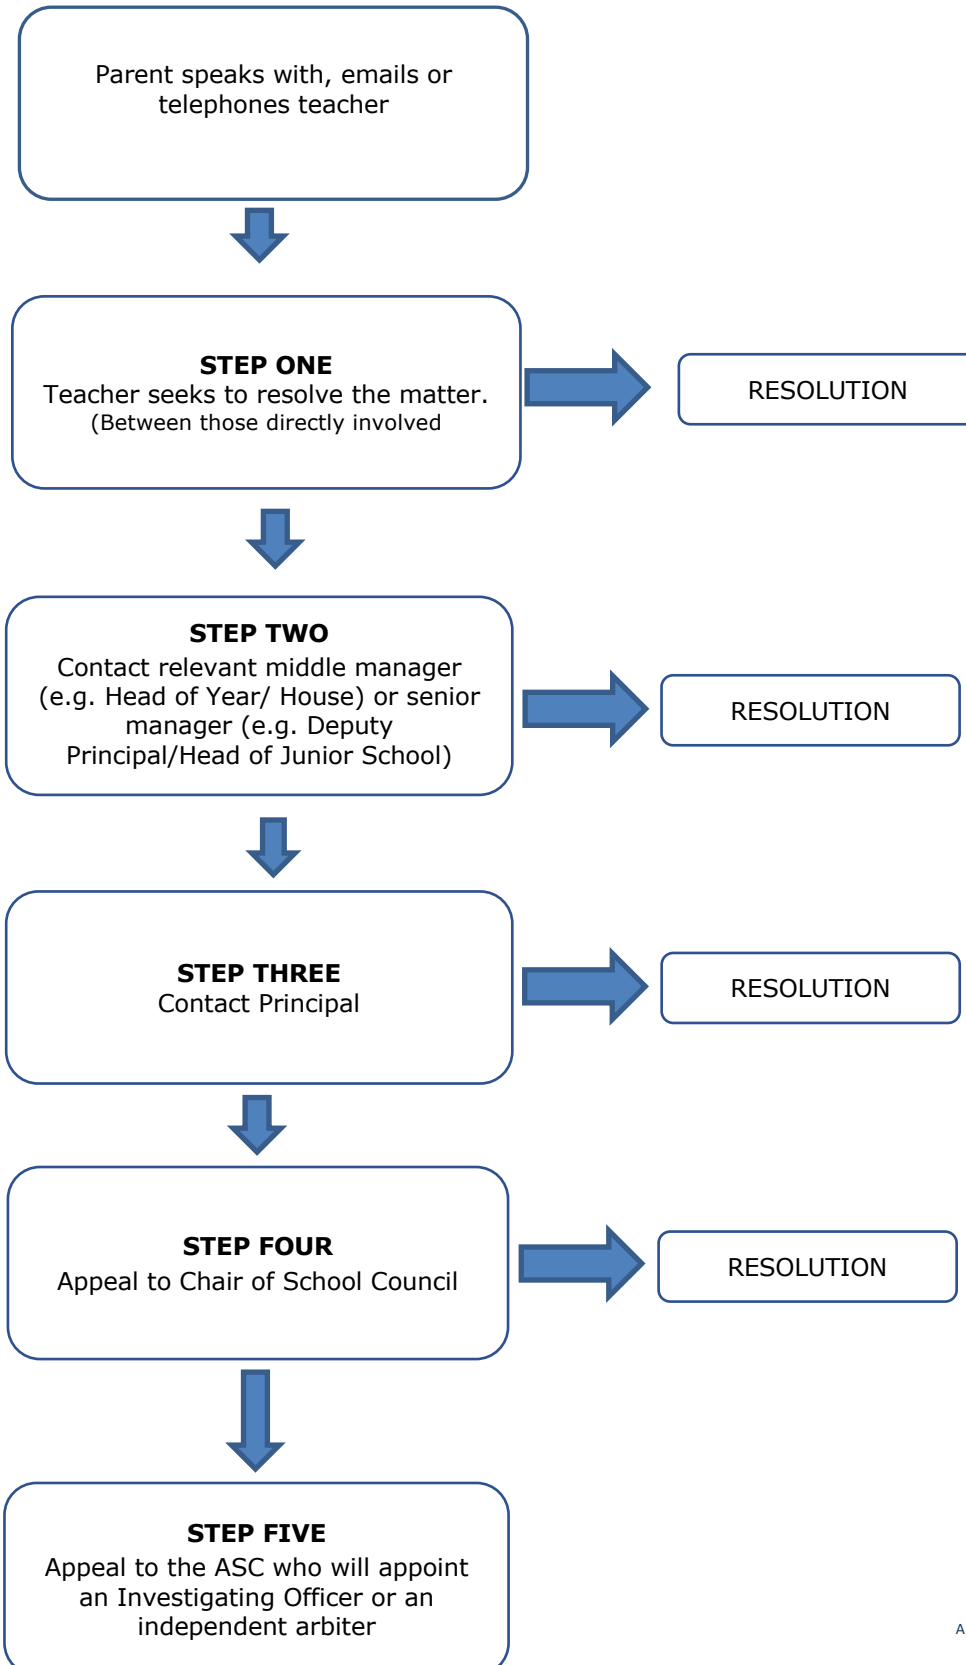 Parent speaks with, emails or
telephones teacher
STEP ONE
Teacher seeks to resolve the matter.
(Between those directly involved
RESOLUTION
STEP TWO
Contact relevant middle manager
(e.g. Head of Year/ House) or senior
manager (e.g. Deputy
Principal/Head of Junior School)
RESOLUTION
STEP THREE
Contact Principal
RESOLUTION
STEP FOUR
Appeal to Chair of School Council
RESOLUTION
STEP FIVE
Appeal to the ASC who will appoint
an Investigating Officer or an
independent arbiter
A